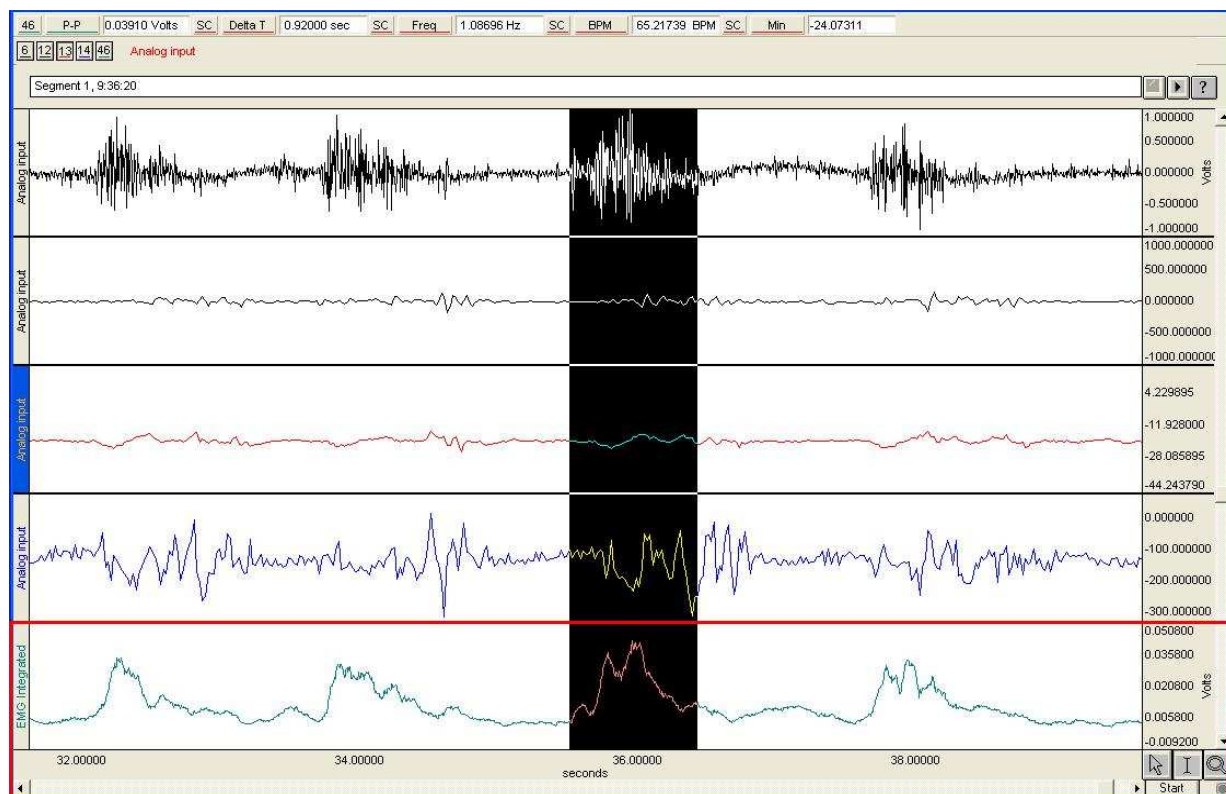 46 P-P 0.03910 Volts SC Delta T 0.92000 sec SC Freq 1.08696 Hz SC BPM 65.21739 BPM SC Min -24.07311
6 12 13 14 46 Analog input
Segment 1, 9:36:20
?
Analog input
1.000000
0.500000
0.000000
-0.500000
-1.000000
Volts
Analog input
1000.000000
500.000000
0.000000
-500.000000
-1000.000000
Analog input
4.229895
-11.928000
-28.085895
-44.243790
Analog input
0.000000
-100.000000
-200.000000
-300.000000
EMG Integrated
0.050800
0.035800
0.020800
0.005800
-0.009200
Volts
32.00000 34.00000 36.00000 38.00000
seconds
Start